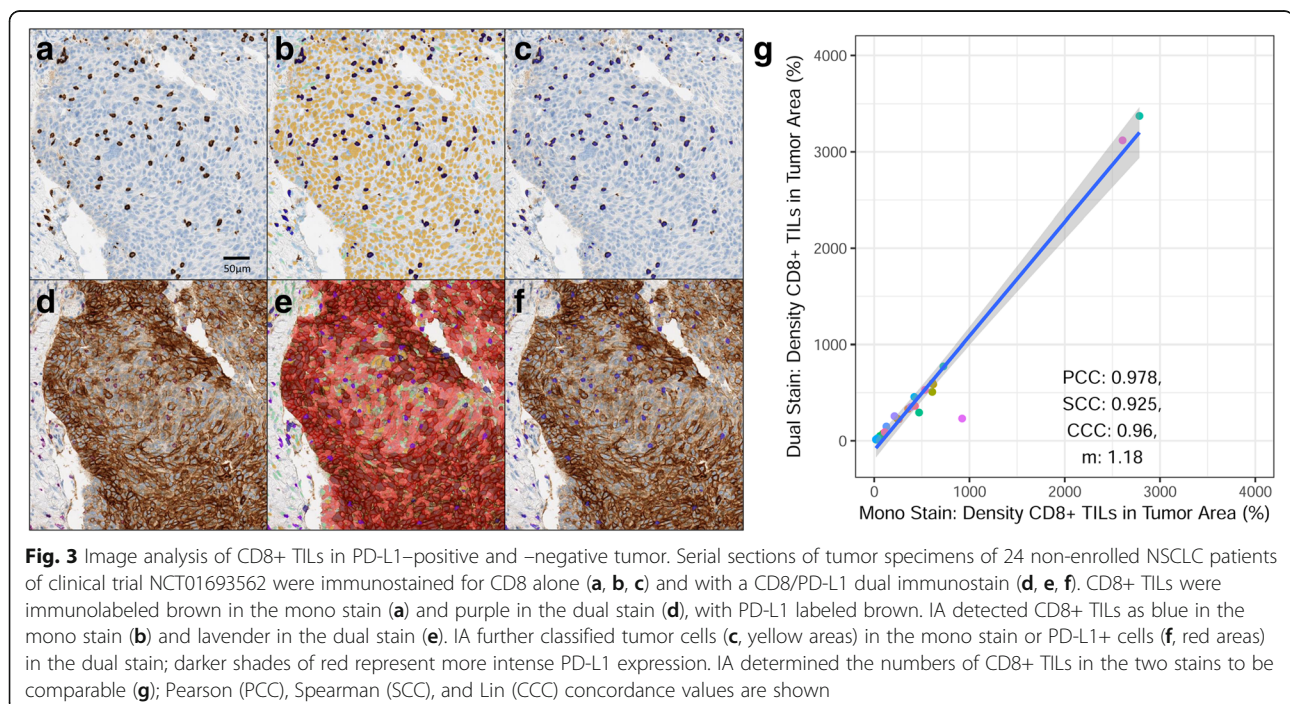 a
b
c
50µm
d
e
f
g
Dual Stain: Density CD8+ TILs in Tumor Area (%)
4000
3000
2000
1000
0
PCC: 0.978,
SCC: 0.925,
CCC: 0.96,
m: 1.18
0 1000 2000 3000 4000
Mono Stain: Density CD8+ TILs in Tumor Area (%)
Fig. 3 Image analysis of CD8+ TILs in PD-L1–positive and –negative tumor. Serial sections of tumor specimens of 24 non-enrolled NSCLC patients
of clinical trial NCT01693562 were immunostained for CD8 alone (a, b, c) and with a CD8/PD-L1 dual immunostain (d, e, f). CD8+ TILs were
immunolabeled brown in the mono stain (a) and purple in the dual stain (d), with PD-L1 labeled brown. IA detected CD8+ TILs as blue in the
mono stain (b) and lavender in the dual stain (e). IA further classified tumor cells (c, yellow areas) in the mono stain or PD-L1+ cells (f, red areas)
in the dual stain; darker shades of red represent more intense PD-L1 expression. IA determined the numbers of CD8+ TILs in the two stains to be
comparable (g); Pearson (PCC), Spearman (SCC), and Lin (CCC) concordance values are shown